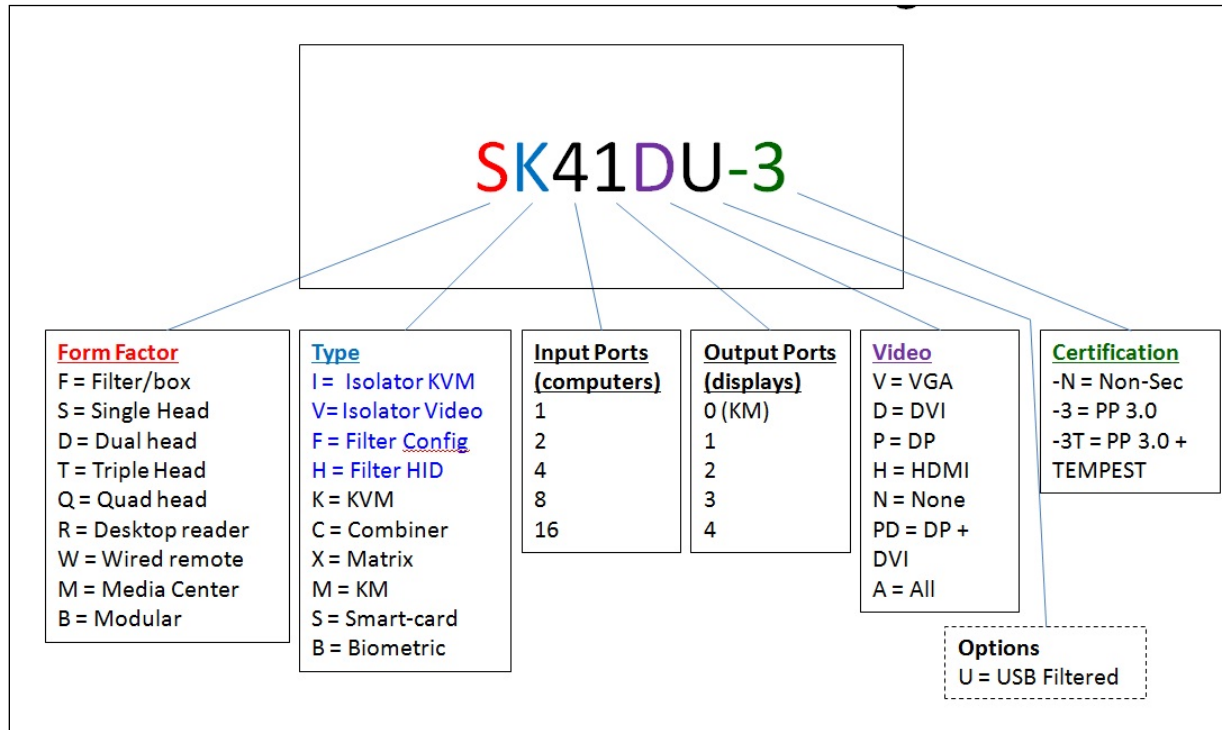 SK41DU-3
Form Factor
F = Filter/box
S = Single Head
D = Dual head
T = Triple Head
Q = Quad head
R = Desktop reader
W = Wired remote
M = Media Center
B = Modular
Type
I =  Isolator KVM
V= Isolator Video
F = Filter Config
H = Filter HID
K = KVM
C = Combiner
X = Matrix
M = KM
S = Smart-card
B = Biometric
Input Ports
(computers)
1
2
4
8
16
Output Ports
(displays)
0 (KM)
1
2
3
4
Video
V = VGA
D = DVI
P = DP
H = HDMI
N = None
PD = DP +
DVI
A = All
Certification
-N = Non-Sec
-3 = PP 3.0
-3T = PP 3.0 +
TEMPEST
Options
U = USB Filtered